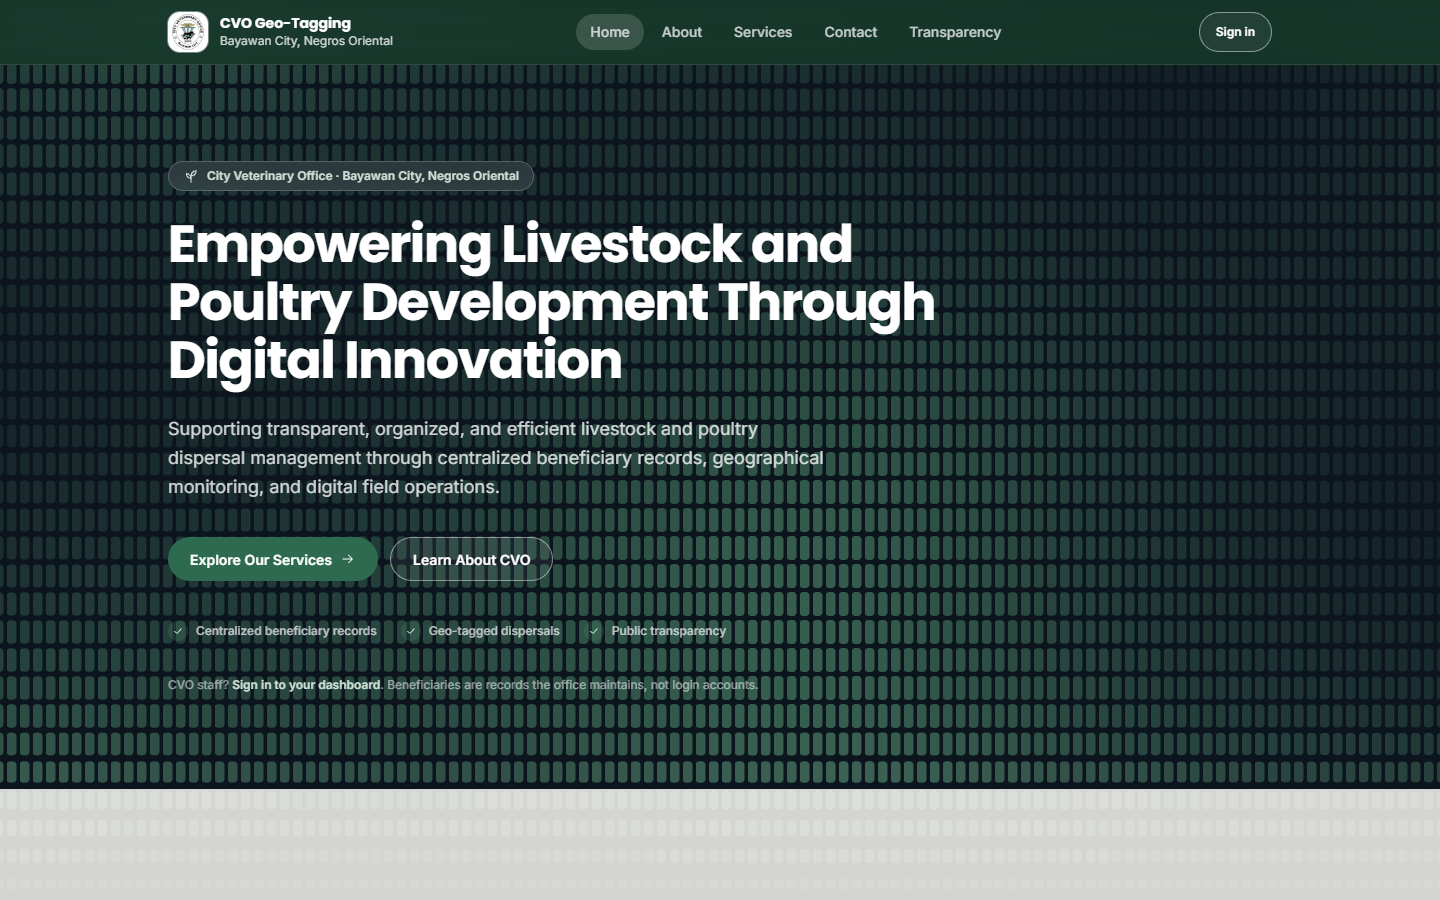 CVO Geo-Tagging
Bayawan City, Negros Oriental
Home
About
Services
Contact
Transparency
Sign in
City Veterinary Office · Bayawan City, Negros Oriental
Empowering Livestock and
Poultry Development Through
Digital Innovation
Supporting transparent, organized, and efficient livestock and poultry
dispersal management through centralized beneficiary records, geographical
monitoring, and digital field operations.
Explore Our Services →
Learn About CVO
Centralized beneficiary records
Geo-tagged dispersals
Public transparency
CVO staff? Sign in to your dashboard. Beneficiaries are records the office maintains, not login accounts.